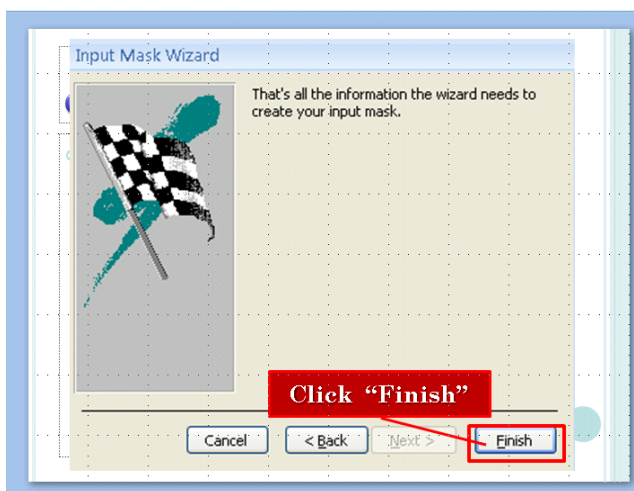 Input Mask Wizard
That's all the information the wizard needs to
create your input mask.
Click “Finish”
Cancel
< Back
Next >
Finish